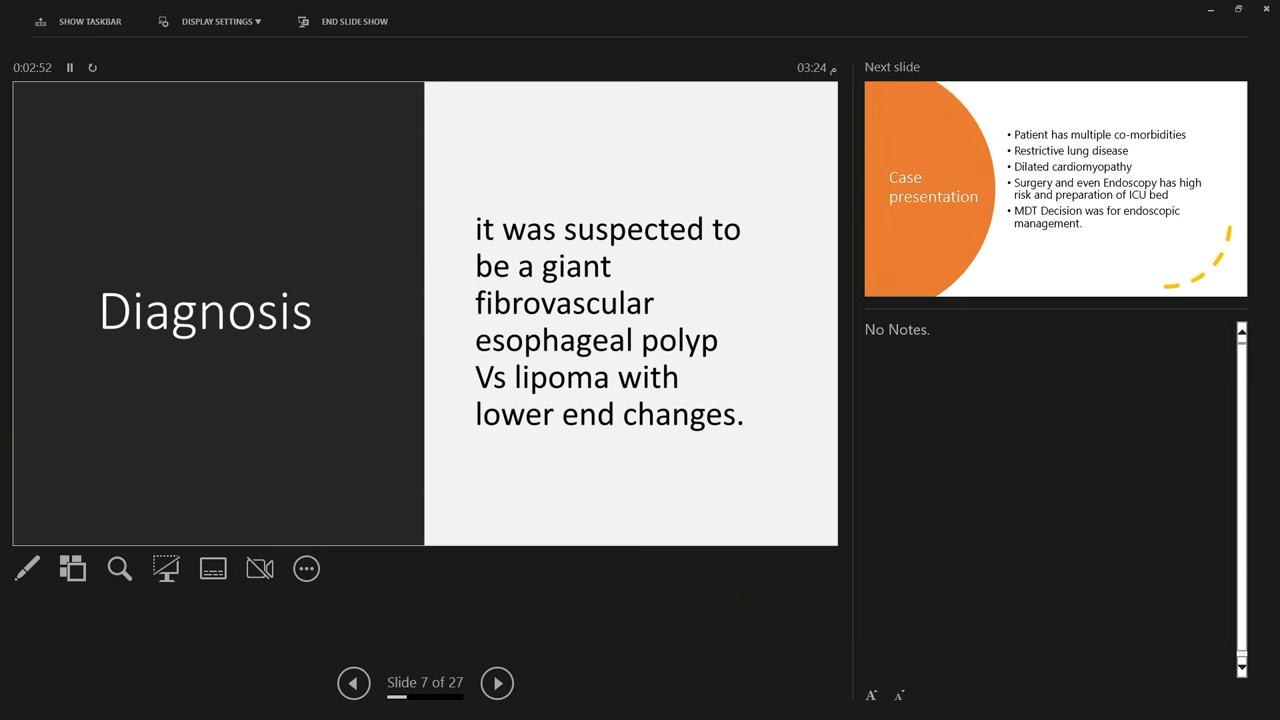 SHOW TASKBAR
DISPLAY SETTINGS ▼
END SLIDE SHOW
0:02:52
03:24 م
Diagnosis
it was suspected to
be a giant
fibrovascular
esophageal polyp
Vs lipoma with
lower end changes.
Slide 7 of 27
Next slide
Case
presentation
• Patient has multiple co-morbidities
• Restrictive lung disease
• Dilated cardiomyopathy
• Surgery and even Endoscopy has high
risk and preparation of ICU bed
• MDT Decision was for endoscopic
management.
No Notes.
A A